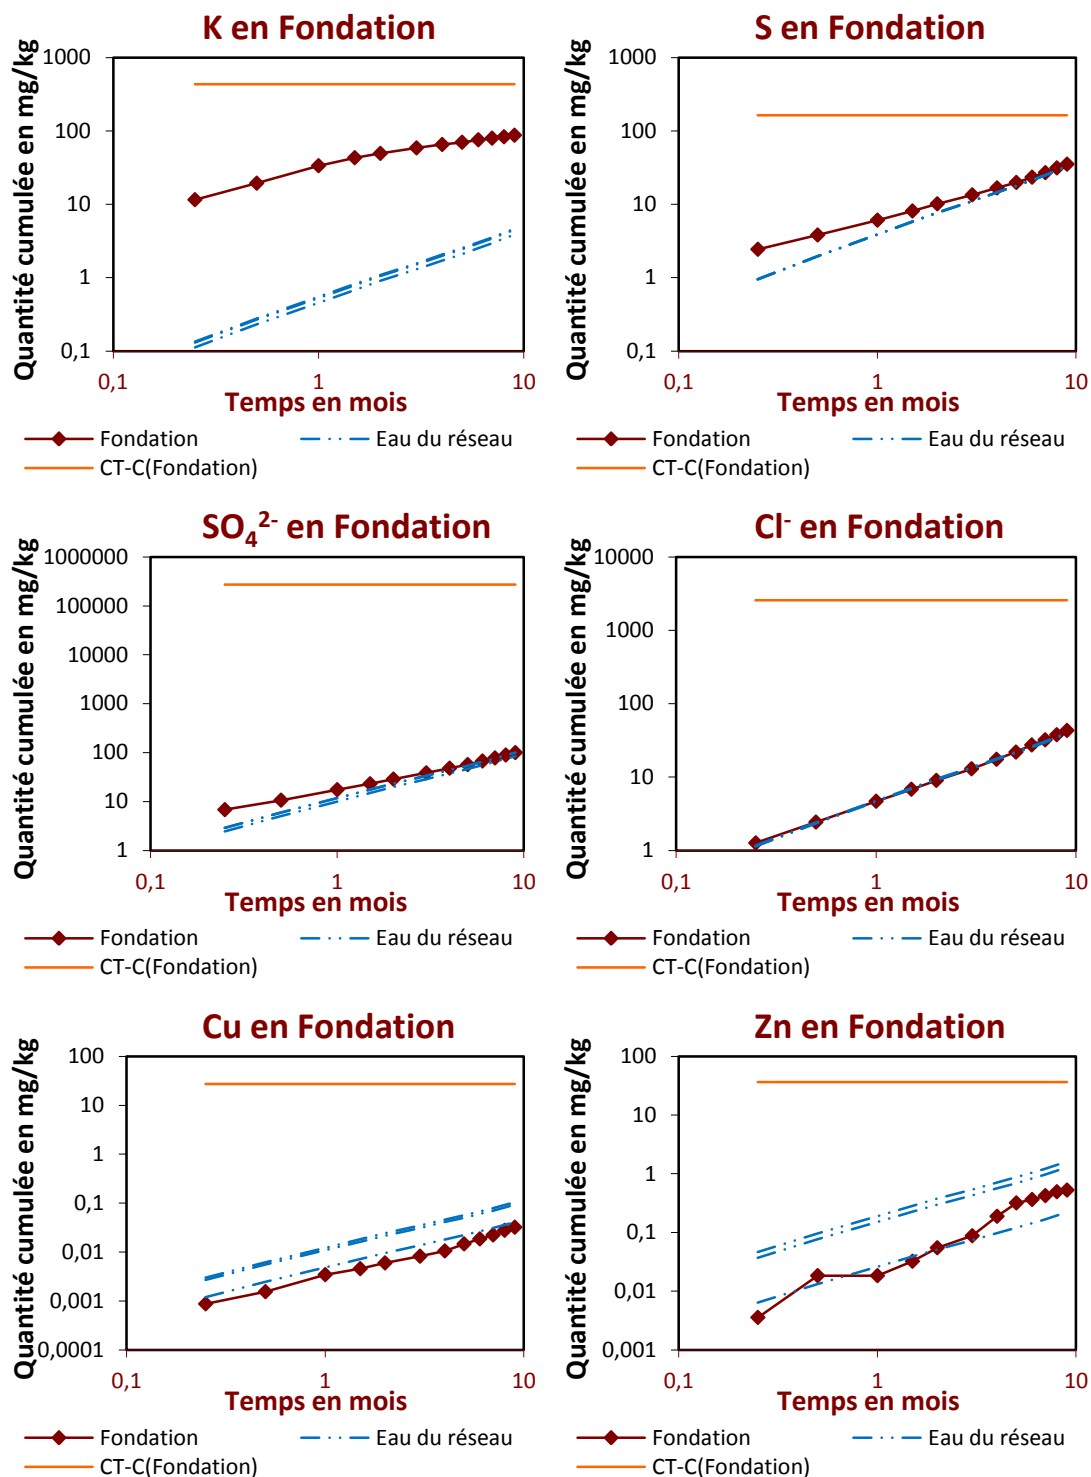 K en Fondation
Quantité cumulée en mg/kg
1000
100
10
1
0,1
0,1
1
10
Temps en mois
Fondation
Eau du réseau
CT-C(Fondation)
S en Fondation
Quantité cumulée en mg/kg
1000
100
10
1
0,1
0,1
1
10
Temps en mois
Fondation
Eau du réseau
CT-C(Fondation)
SO₄²⁻ en Fondation
Quantité cumulée en mg/kg
1000000
100000
10000
1000
100
10
1
0,1
1
10
Temps en mois
Fondation
Eau du réseau
CT-C(Fondation)
Cl⁻ en Fondation
Quantité cumulée en mg/kg
10000
1000
100
10
1
0,1
1
10
Temps en mois
Fondation
Eau du réseau
CT-C(Fondation)
Cu en Fondation
Quantité cumulée en mg/kg
100
10
1
0,1
0,01
0,001
0,0001
0,1
1
10
Temps en mois
Fondation
Eau du réseau
CT-C(Fondation)
Zn en Fondation
Quantité cumulée en mg/kg
100
10
1
0,1
0,01
0,001
0,1
1
10
Temps en mois
Fondation
Eau du réseau
CT-C(Fondation)